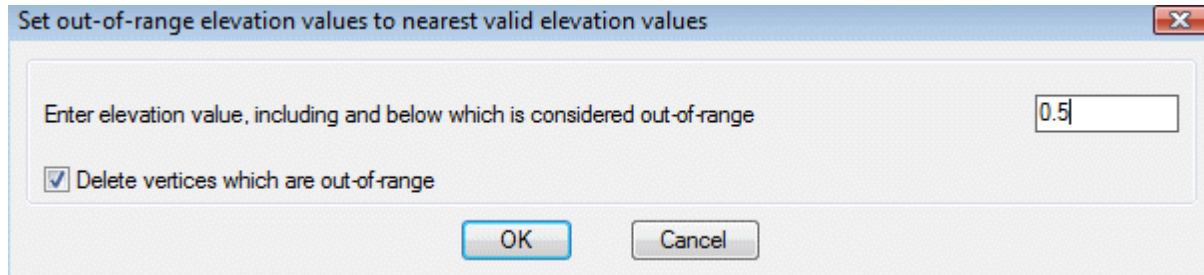 Set out-of-range elevation values to nearest valid elevation values
Enter elevation value, including and below which is considered out-of-range 0.5
Delete vertices which are out-of-range
OK Cancel